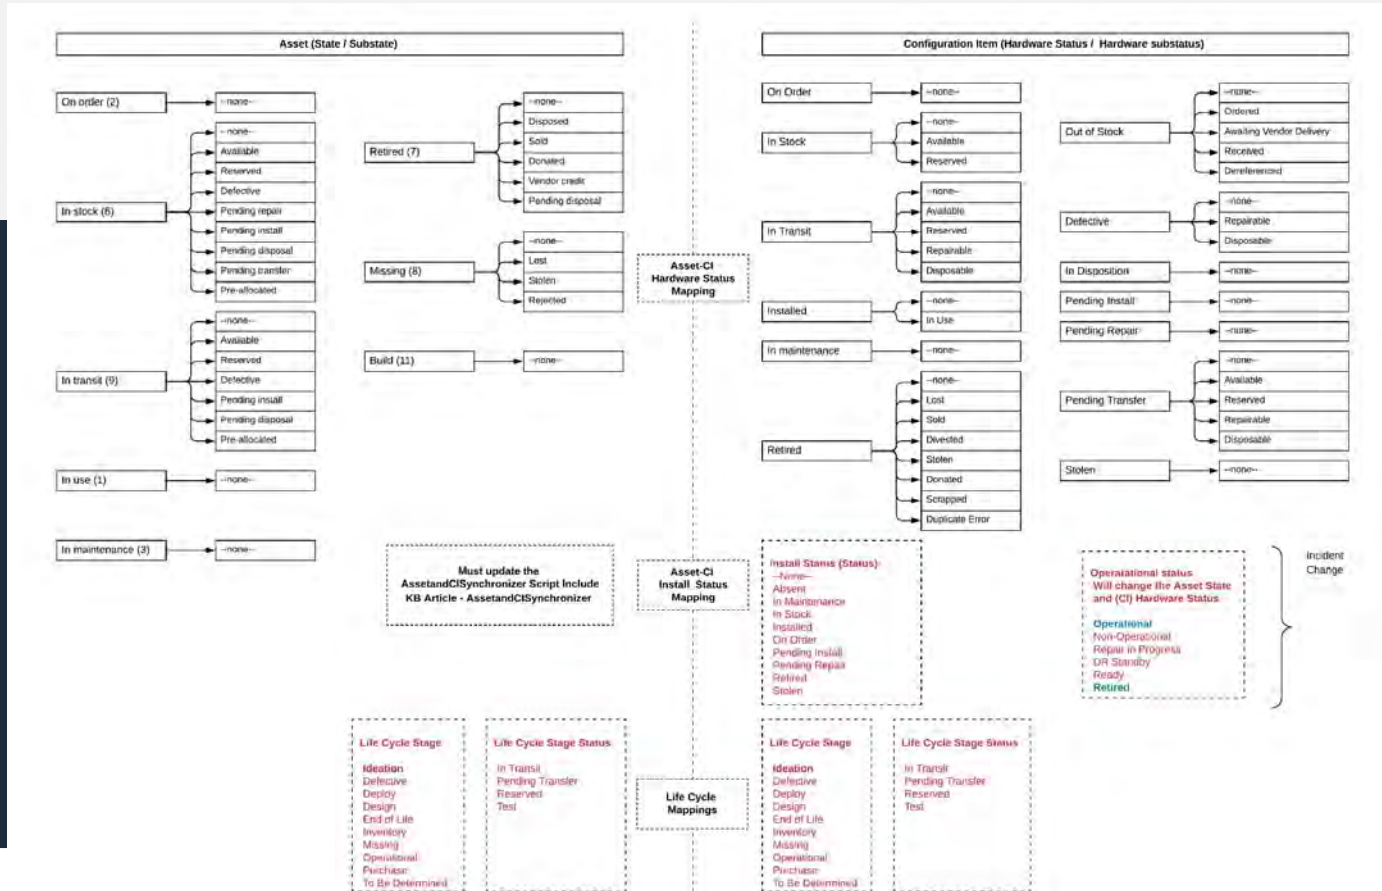 Asset (State / Substate)
On order (2)
--none--
In stock (6)
--none--
Available
Reserved
Defective
Pending repair
Pending install
Pending disposal
Pending transfer
Pre-allocated
In transit (9)
--none--
Available
Reserved
Defective
Pending install
Pending disposal
Pre-allocated
In use (1)
--none--
In maintenance (3)
--none--
Retired (7)
--none--
Disposed
Sold
Donated
Vendor credit
Pending disposal
Missing (8)
--none--
Lost
Stolen
Rejected
Build (11)
--none--
Must update the
AssetandCISynchronizer Script Include
KB Article - AssetandCISynchronizer
Asset-CI
Hardware Status
Mapping
Asset-CI
Install Status
Mapping
Life Cycle
Mappings
Configuration Item (Hardware Status / Hardware substatus)
On Order
--none--
In Stock
--none--
Available
Reserved
In Transit
--none--
Available
Reserved
Repairable
Disposable
Installed
--none--
In Use
In maintenance
--none--
Retired
--none--
Lost
Sold
Divested
Stolen
Donated
Scrapped
Duplicate Error
Out of Stock
--none--
Ordered
Awaiting Vendor Delivery
Received
Dereferenced
Defective
--none--
Repairable
Disposable
In Disposition
--none--
Pending Install
--none--
Pending Repair
--none--
Pending Transfer
--none--
Available
Reserved
Repairable
Disposable
Stolen
--none--
Install Status (Status)
--None--
Absent
In Maintenance
In Stock
Installed
On Order
Pending Install
Pending Repair
Retired
Stolen
Operarational status
Will change the Asset State
and (CI) Hardware Status
Operational
Non-Operational
Repair in Progress
DR Standby
Ready
Retired
Incident
Change
Life Cycle Stage
Ideation
Defective
Deploy
Design
End of Life
Inventory
Missing
Operational
Purchase
To Be Determined
Life Cycle Stage Status
In Transit
Pending Transfer
Reserved
Test
Life Cycle Stage
Ideation
Defective
Deploy
Design
End of Life
Inventory
Missing
Operational
Purchase
To Be Determined
Life Cycle Stage Status
In Transit
Pending Transfer
Reserved
Test